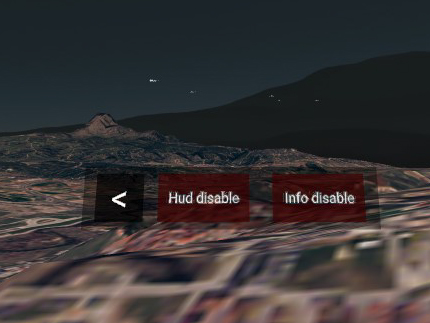 <
Hud disable
Info disable